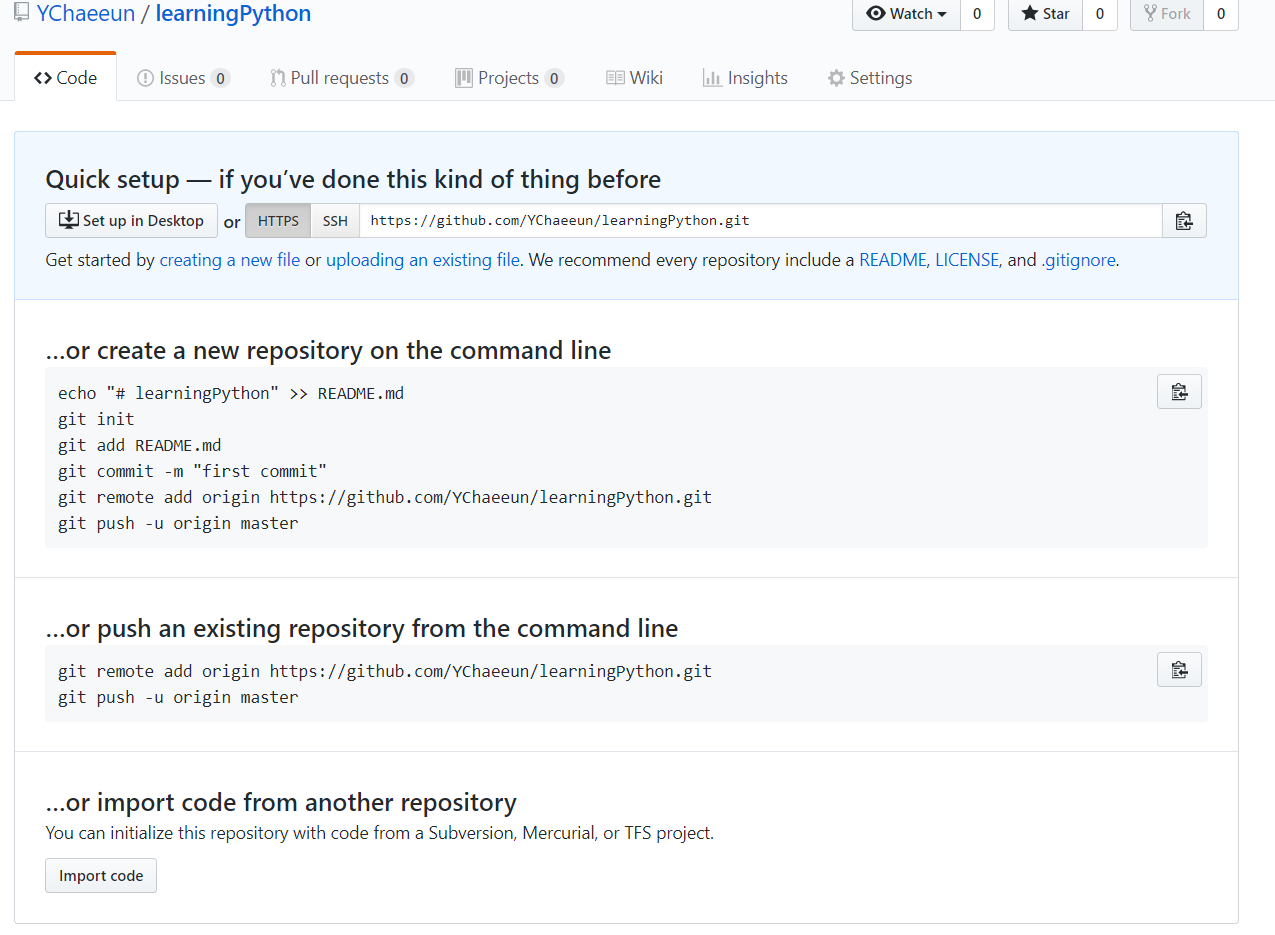 YChaeeun / learningPython
Watch 0 Star 0 Fork 0
Code Issues 0 Pull requests 0 Projects 0 Wiki Insights Settings
Quick setup — if you’ve done this kind of thing before
Set up in Desktop or HTTPS SSH https://github.com/YChaeeun/learningPython.git
Get started by creating a new file or uploading an existing file. We recommend every repository include a README, LICENSE, and .gitignore.
…or create a new repository on the command line
echo "# learningPython" >> README.md
git init
git add README.md
git commit -m "first commit"
git remote add origin https://github.com/YChaeeun/learningPython.git
git push -u origin master
…or push an existing repository from the command line
git remote add origin https://github.com/YChaeeun/learningPython.git
git push -u origin master
…or import code from another repository
You can initialize this repository with code from a Subversion, Mercurial, or TFS project.
Import code